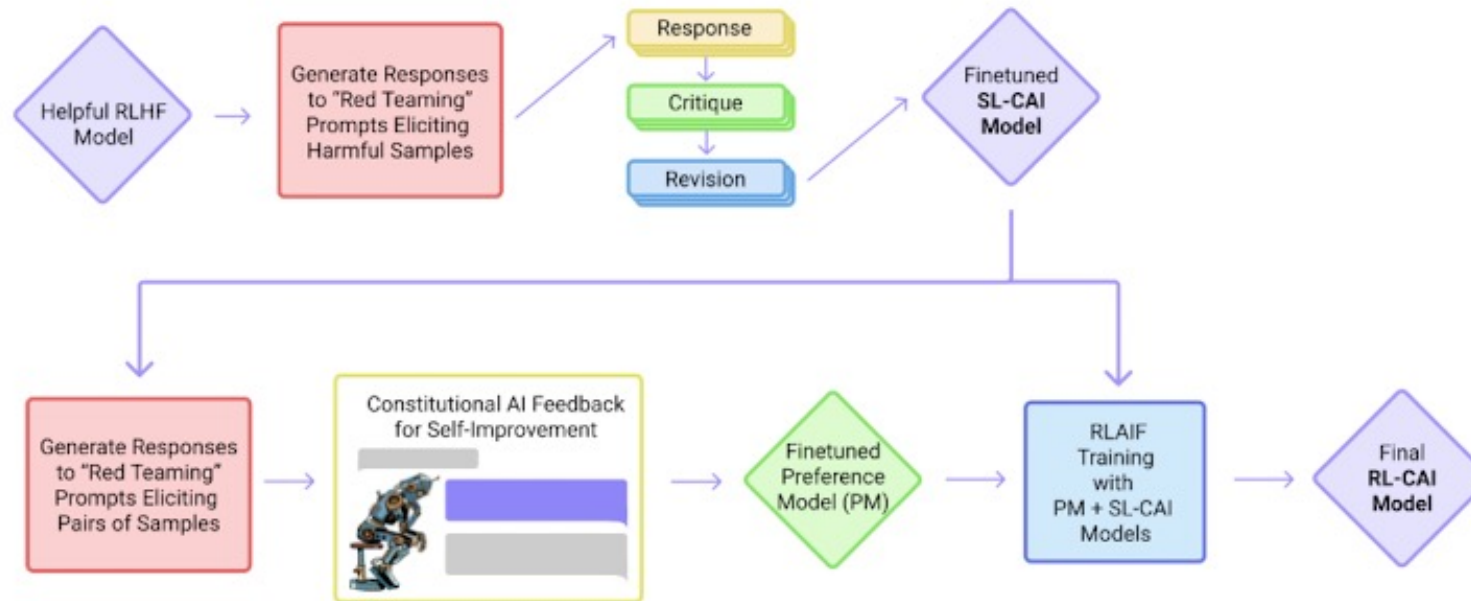 Helpful RLHF
Model
Generate Responses
to “Red Teaming”
Prompts Eliciting
Harmful Samples
Response
Critique
Revision
Finetuned
SL-CAI
Model
Generate Responses
to “Red Teaming”
Prompts Eliciting
Pairs of Samples
Constitutional AI Feedback
for Self-Improvement
Finetuned
Preference
Model (PM)
RLAIF
Training
with
PM + SL-CAI
Models
Final
RL-CAI
Model